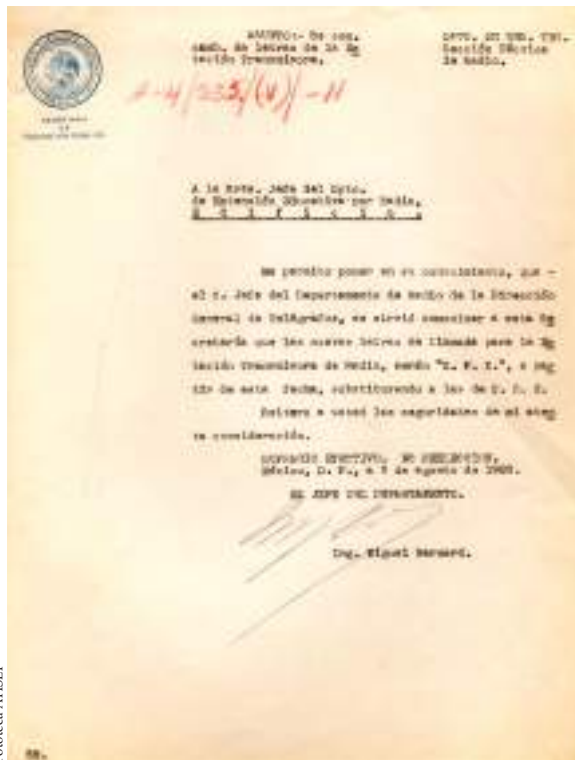 ASUNTO:- Se com.
camb. de letras de la Es
tación Transmisora.
DPTO. DE ENS. TEC.
Sección Técnica
de Radio.
A la Srta. Jefe del Dpto.
de Extensión Educativa por Radio,
E d i f i c i o .
Me permito poner en su conocimiento, que -
el C. Jefe del Departamento de Radio de la Dirección
General de Telégrafos, se sirvió comunicar a esta Se
cretaría que las nuevas letras de llamada para la Es
tación Transmisora de Radio, serán "X. F. X.", a par
tir de esta fecha, substituyendo a las de
Reitero a usted las seguridades de mi aten
ta consideración.
SUFRAGIO EFECTIVO. NO REELECCION.
México, D. F., a de agosto de
EL JEFE DEL DEPARTAMENTO.
Ing. Miguel Bernard.